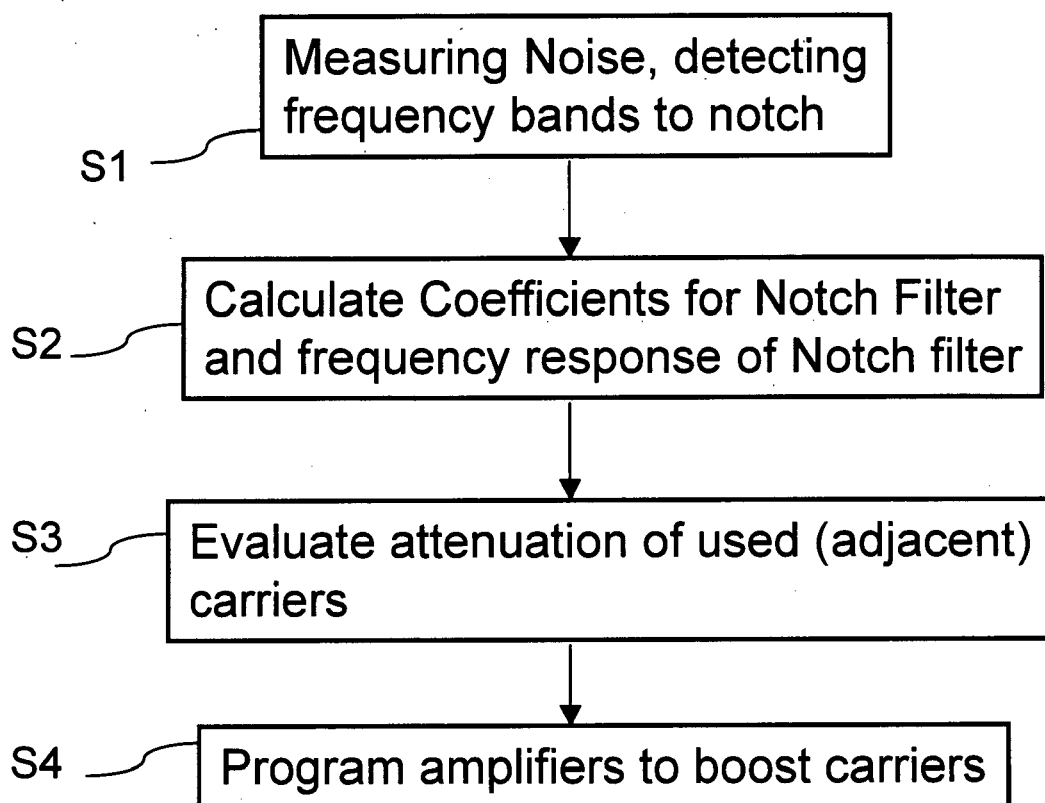 Measuring Noise, detecting
frequency bands to notch
S1
Calculate Coefficients for Notch Filter
and frequency response of Notch filter
S2
Evaluate attenuation of used (adjacent)
carriers
S3
Program amplifiers to boost carriers
S4